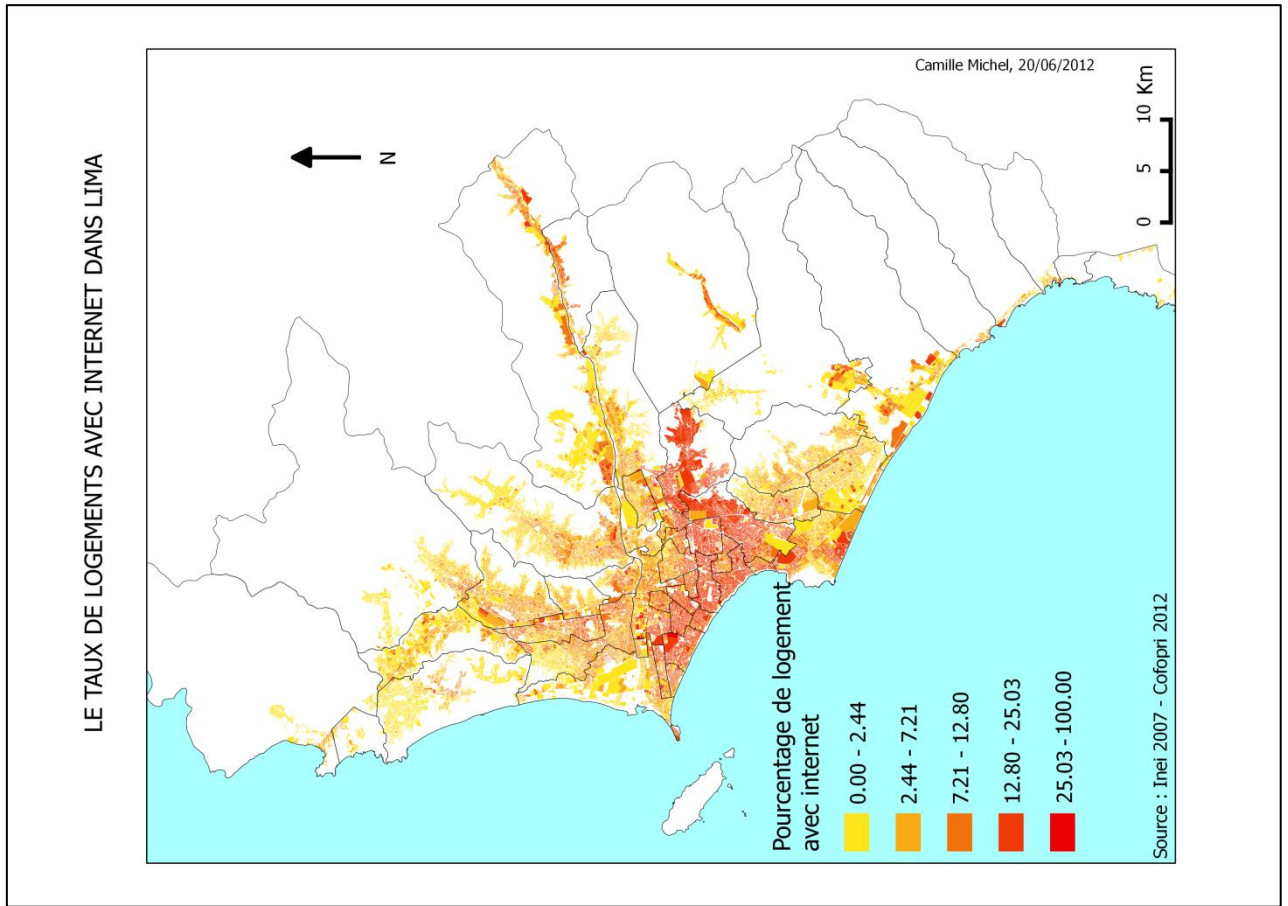 LE TAUX DE LOGEMENTS AVEC INTERNET DANS LIMA
Camille Michel, 20/06/2012
N
0 5 10 Km
Pourcentage de logement
avec internet
0.00 - 2.44
2.44 - 7.21
7.21 - 12.80
12.80 - 25.03
25.03 - 100.00
Source : Inei 2007 - Cofopri 2012